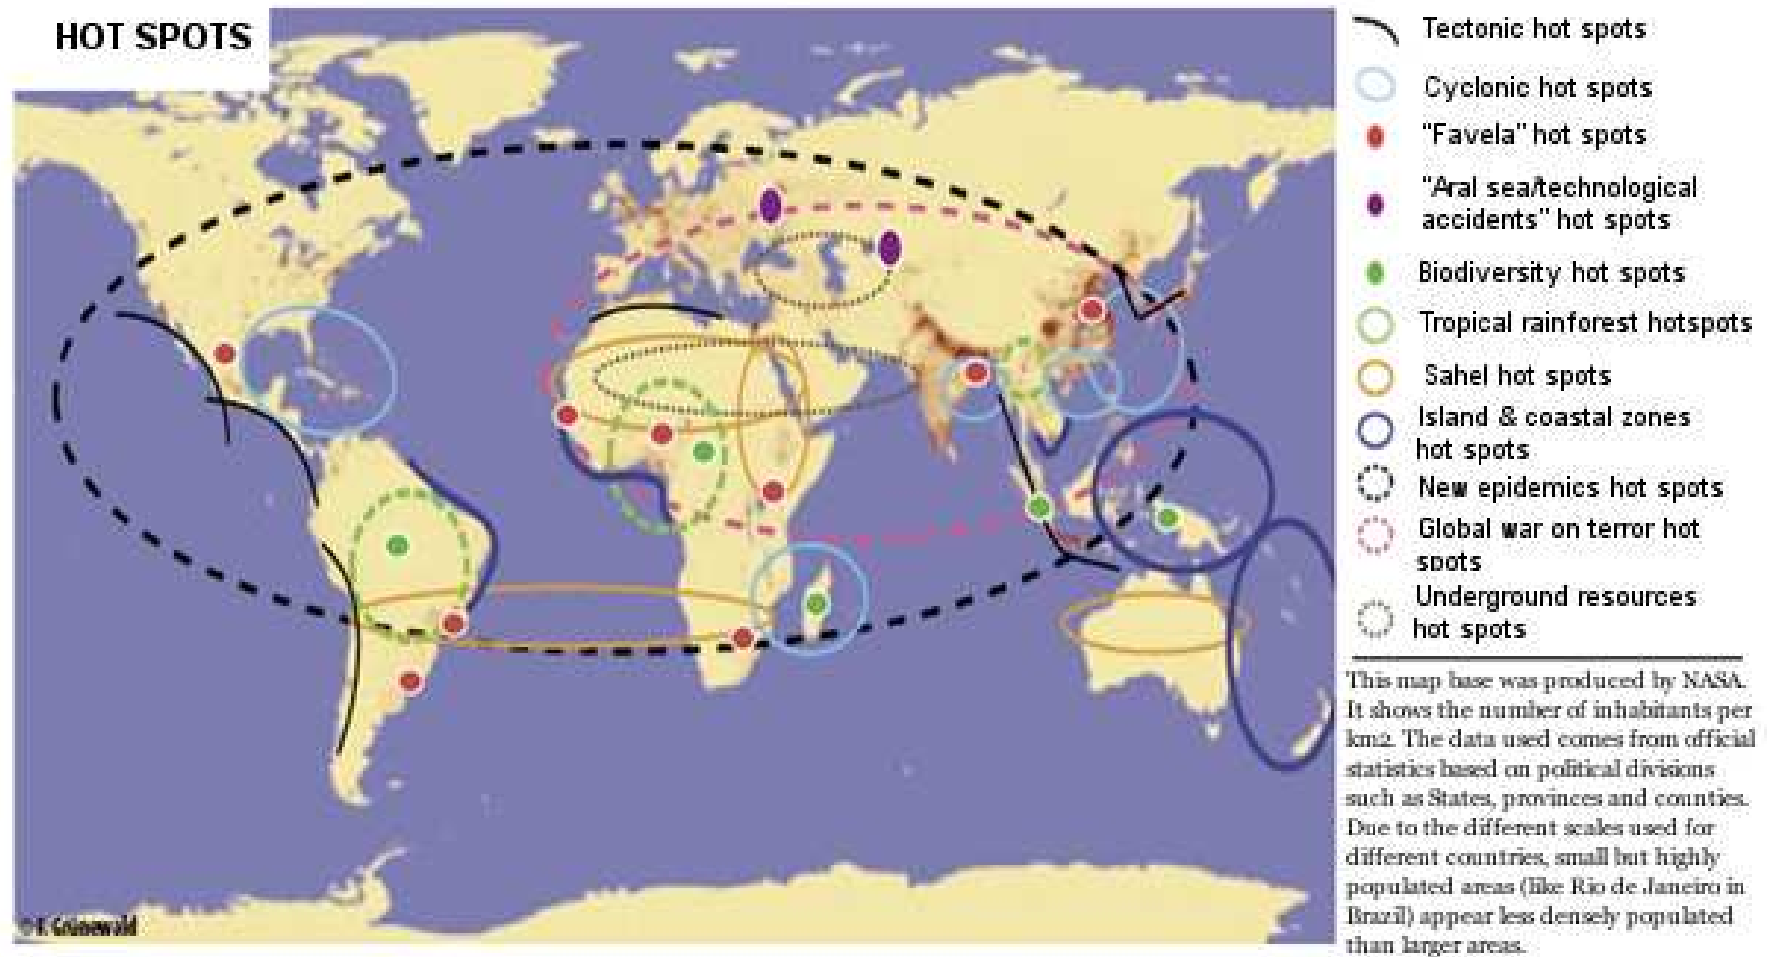 HOT SPOTS
Tectonic hot spots
Cyclonic hot spots
"Favela" hot spots
"Aral sea/technological
accidents" hot spots
Biodiversity hot spots
Tropical rainforest hotspots
Sahel hot spots
Island & coastal zones
hot spots
New epidemics hot spots
Global war on terror hot
spots
Underground resources
hot spots
This map base was produced by NASA.
It shows the number of inhabitants per
km2. The data used comes from official
statistics based on political divisions
such as States, provinces and counties.
Due to the different scales used for
different countries, small but highly
populated areas (like Rio de Janeiro in
Brazil) appear less densely populated
than larger areas.
© F. Grünewald